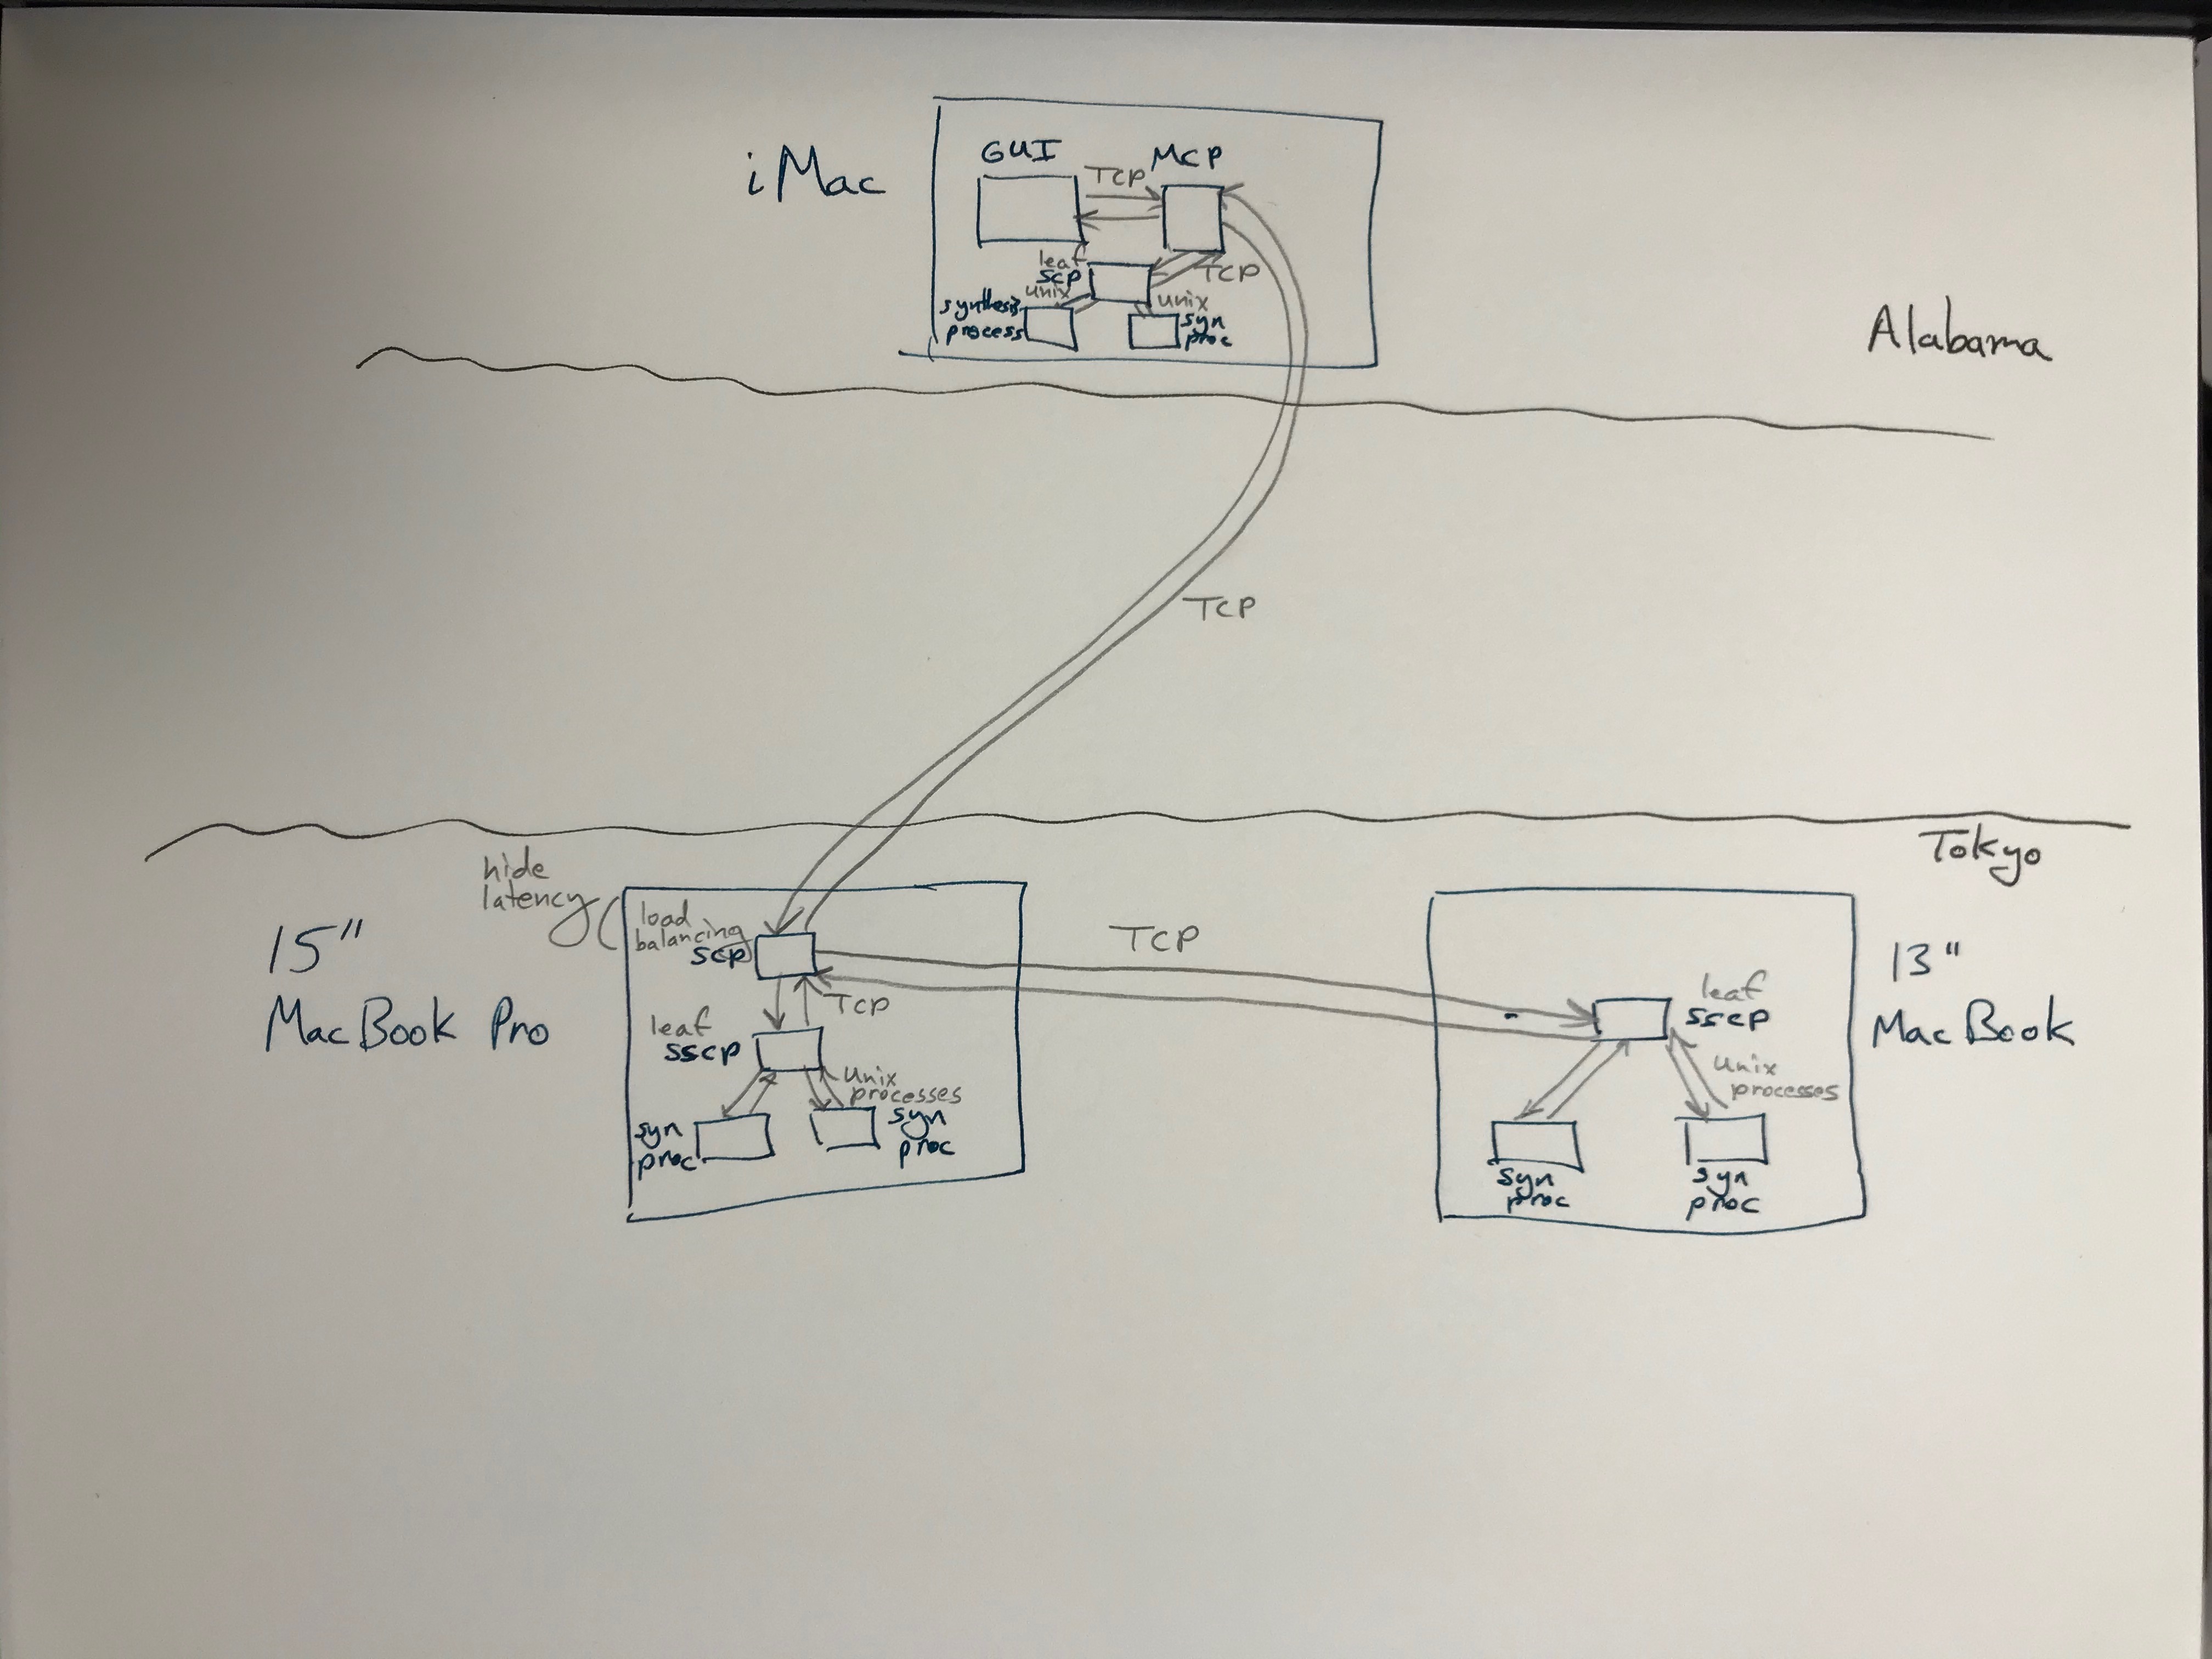 iMac
GUI
MCP
TCP
leaf
scp
TCP
unix
unix
synthesis
process
syn
proc
Alabama
TCP
Tokyo
hide
latency
15"
MacBook Pro
load
balancing
scp
TCP
TCP
leaf
sscp
unix
processes
syn
proc
syn
proc
13"
MacBook
leaf
sscp
unix
processes
syn
proc
syn
proc